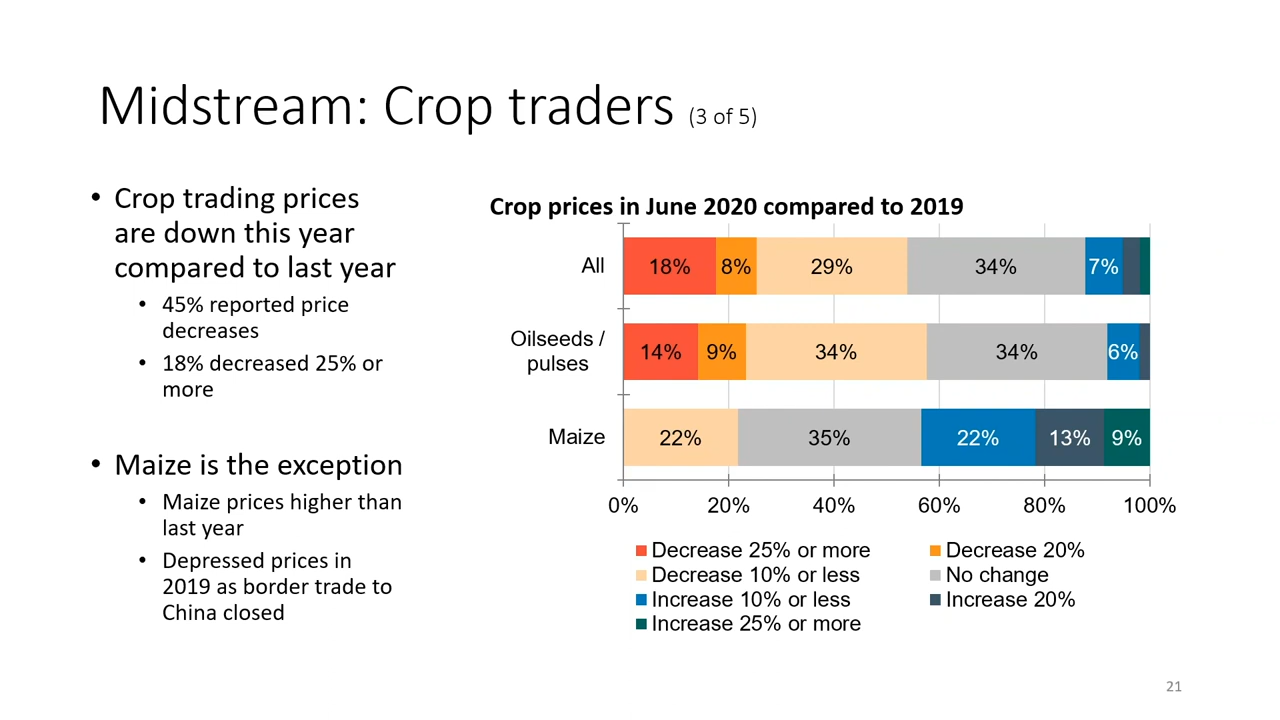 Midstream: Crop traders (3 of 5)
• Crop trading prices
are down this year
compared to last year
• 45% reported price
decreases
• 18% decreased 25% or
more
• Maize is the exception
• Maize prices higher than
last year
• Depressed prices in
2019 as border trade to
China closed
Crop prices in June 2020 compared to 2019
All
18% 8% 29% 34% 7%
Oilseeds /
pulses
14% 9% 34% 34% 6%
Maize
22% 35% 22% 13% 9%
0% 20% 40% 60% 80% 100%
Decrease 25% or more
Decrease 20%
Decrease 10% or less
No change
Increase 10% or less
Increase 20%
Increase 25% or more
21